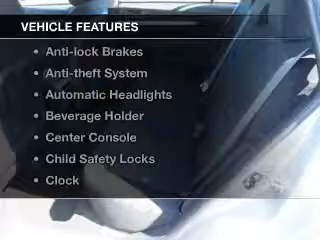 VEHICLE FEATURES
• Anti-lock Brakes
• Anti-theft System
• Automatic Headlights
• Beverage Holder
• Center Console
• Child Safety Locks
• Clock